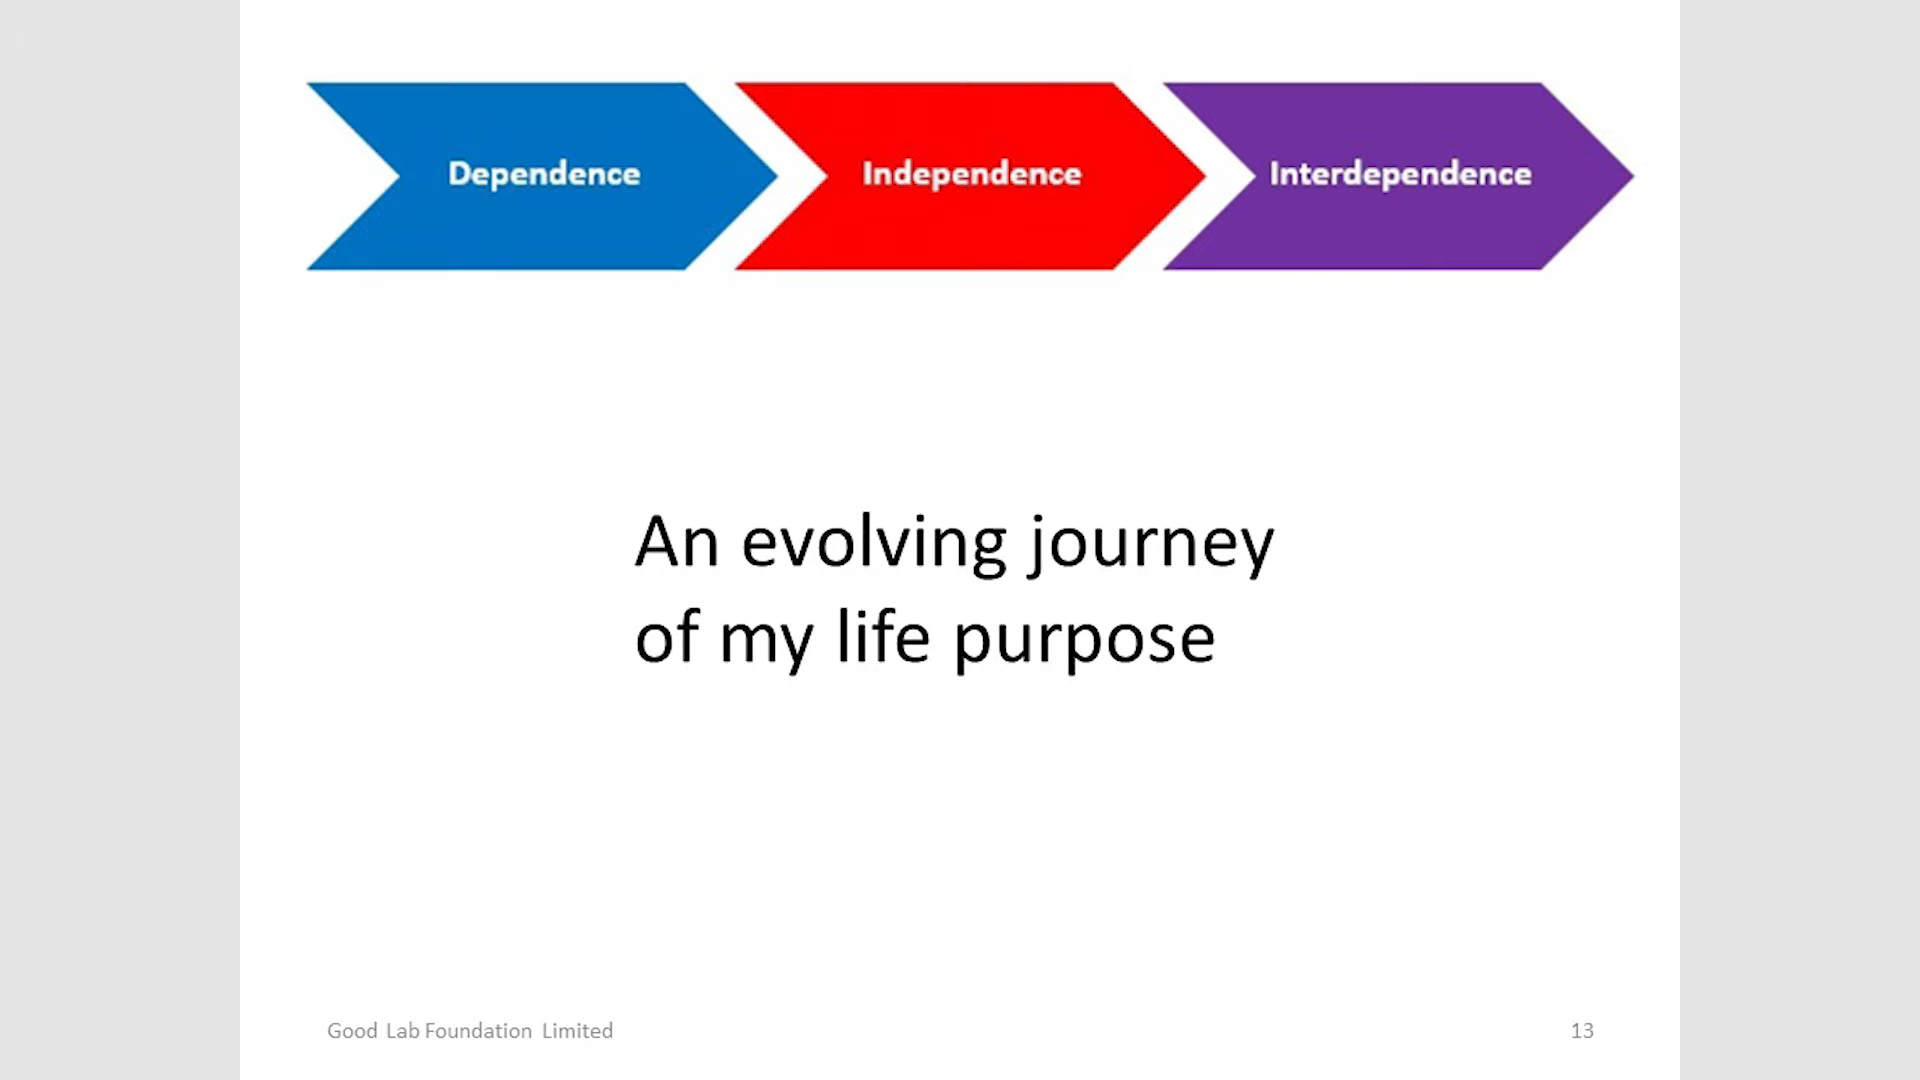 Dependence
Independence
Interdependence
An evolving journey
of my life purpose
Good Lab Foundation Limited
13